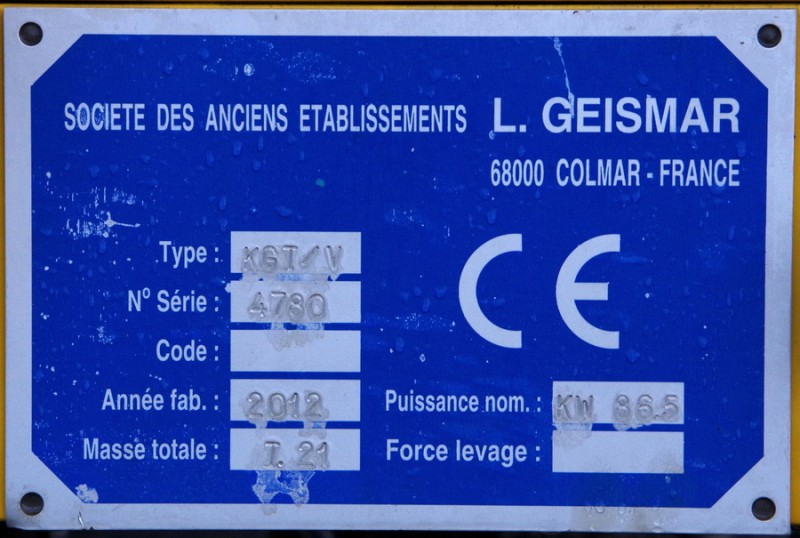 SOCIETE DES ANCIENS ETABLISSEMENTS L. GEISMAR
68000 COLMAR - FRANCE
Type : KGT/V
N° Série : 4780
CE
Code :
Année fab. : 2012
Puissance nom. : KW 86.5
Masse totale : T. 21
Force levage :